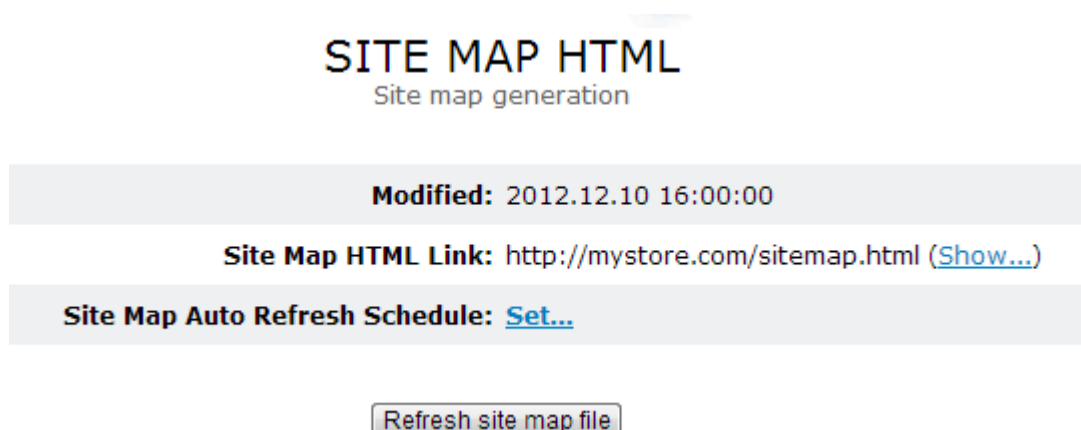 SITE MAP HTML
Site map generation
Modified: 2012.12.10 16:00:00
Site Map HTML Link: http://mystore.com/sitemap.html (Show...)
Site Map Auto Refresh Schedule: Set...
Refresh site map file